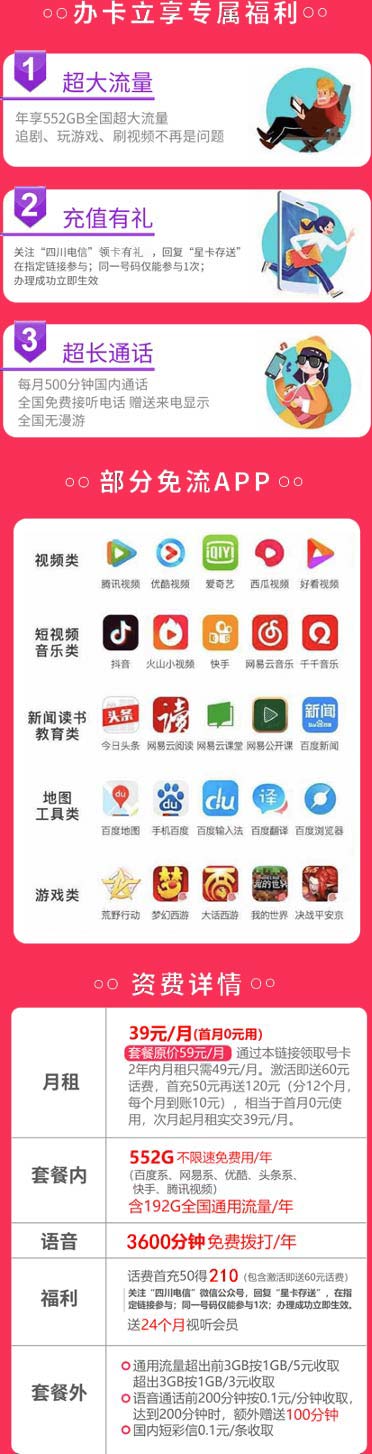 办卡立享专属福利
1
超大流量
年享552GB全国超大流量
追剧、玩游戏、刷视频不再是问题
2
充值有礼
关注“四川电信”领卡有礼 ，回复“星卡存送”
在指定链接参与；同一号码仅能参与1次；
办理成功立即生效
3
超长通话
每月500分钟国内通话
全国免费接听电话 赠送来电显示
全国无漫游
部分免流APP
视频类
iQIYI
腾讯视频 优酷视频 爱奇艺 西瓜视频 好看视频
短视频
音乐类
抖音 火山小视频 快手 网易云音乐 千千音乐
新闻读书
教育类
头条 读 新闻
今日头条 网易云阅读 网易云课堂 网易公开课 百度新闻
地图
工具类
du du du 译
百度地图 手机百度 百度输入法 百度翻译 百度浏览器
游戏类
梦 西 我的世界
荒野行动 梦幻西游 大话西游 我的世界 决战平安京
资费详情
月租
39元/月(首月0元用)
套餐原价59元/月 通过本链接领取号卡
2年内月租只需49元/月。激活即送60元
话费，首充50元再送120元（分12个月，
每个月到账10元），相当于首月0元使
用，次月起月租实交39元/月。
套餐内
552G 不限速免费用/年
（百度系、网易系、优酷、头条系、
快手、腾讯视频）
含192G全国通用流量/年
语音
3600分钟 免费拨打/年
福利
话费首充50得210（包含激活即送60元话费）
关注“四川电信”微信公众号，回复“星卡存送”，在指
定链接参与；同一号码仅能参与1次；办理成功立即生效。
送24个月视听会员
套餐外
通用流量超出前3GB按1GB/5元收取
超出3GB按1GB/3元收取
语音通话前200分钟按0.1元/分钟收取，
达到200分钟时，额外赠送100分钟
国内短彩信0.1元/条收取